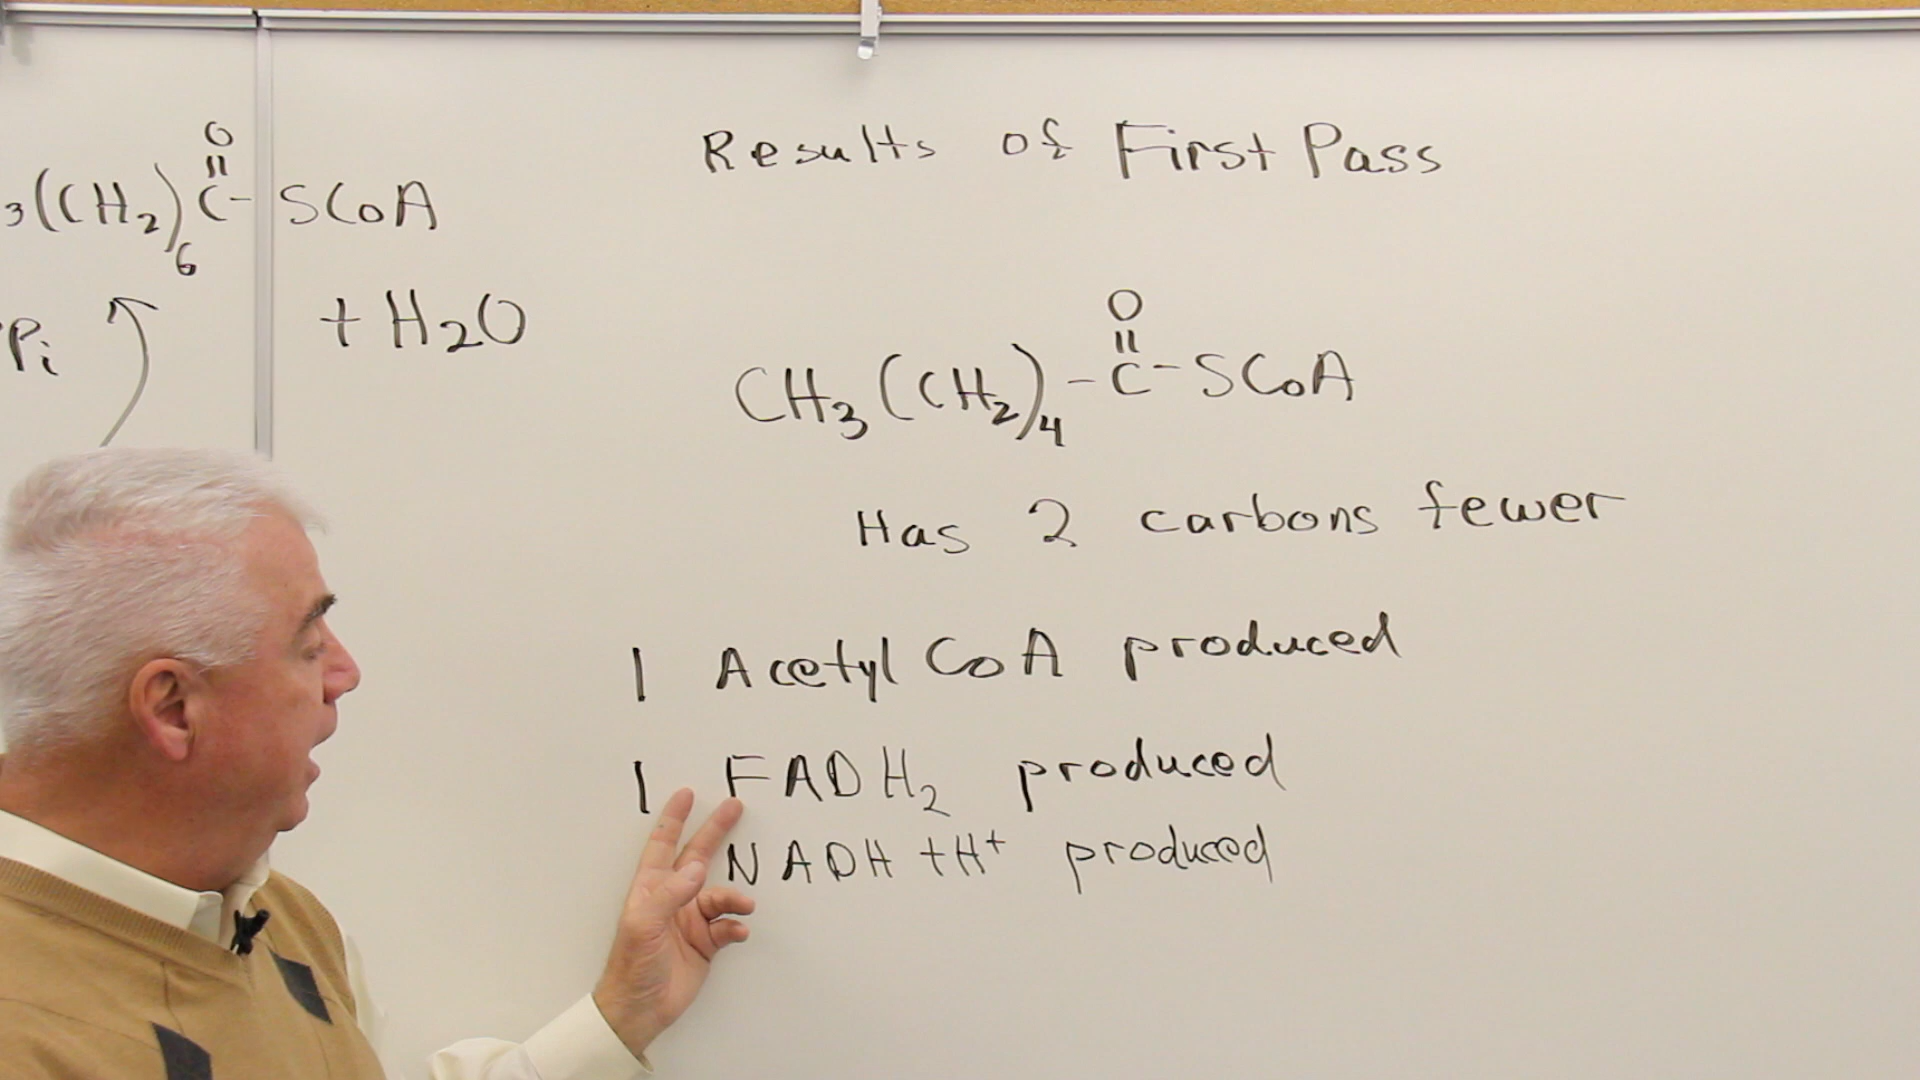 O
||
3(CH2)6 C- SCoA
Pi
+ H2O
Results of First Pass
O
||
CH3(CH2)4-C-SCoA
Has 2 carbons fewer
1 Acetyl CoA produced
1 FADH2 produced
NADH +H+ produced